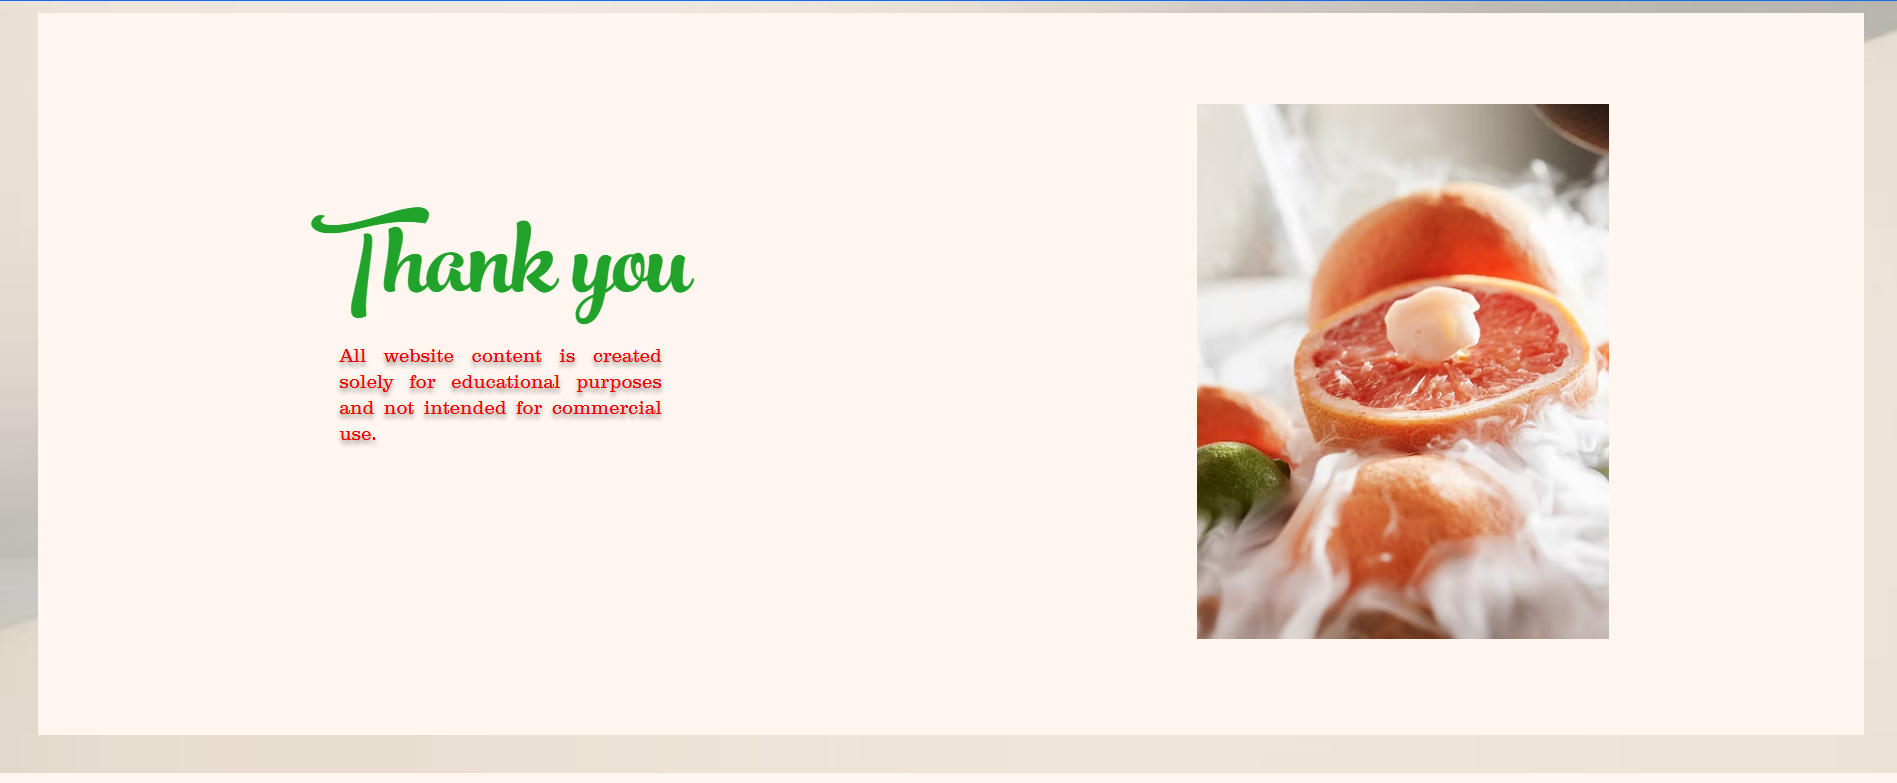 Thank you
All website content is created
solely for educational purposes
and not intended for commercial
use.